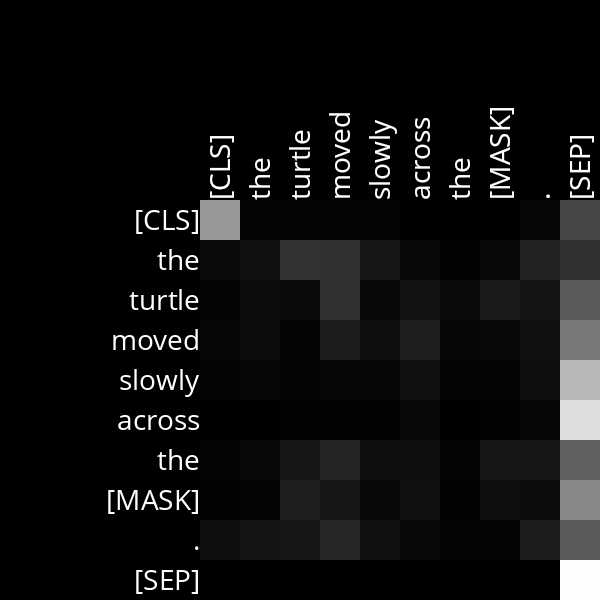 [CLS]
the
turtle
moved
slowly
across
the
[MASK]
.
[SEP]
[CLS]
the
turtle
moved
slowly
across
the
[MASK]
.
[SEP]